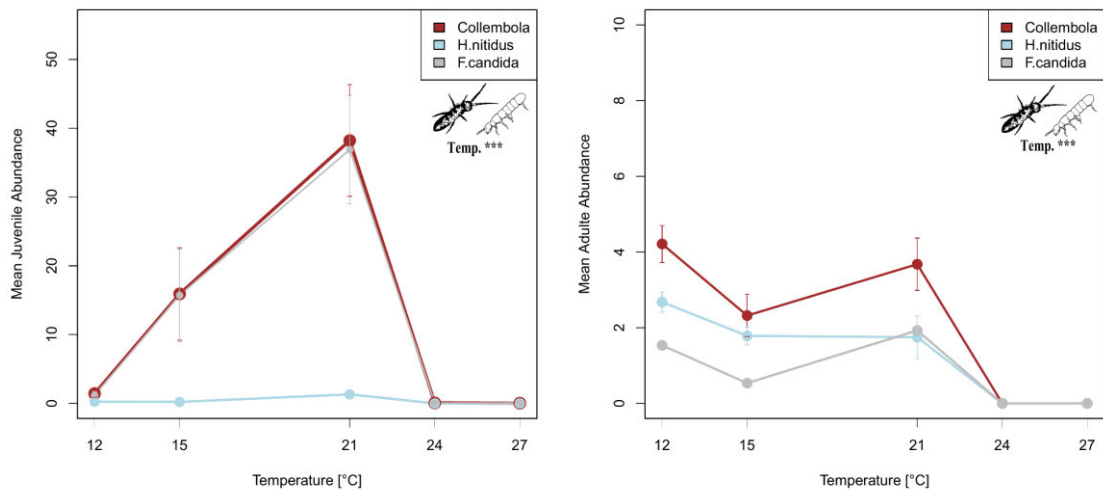 Collembola
H.nitidus
F.candida
Temp. ***
Mean Juvenile Abundance
50
40
30
20
10
0
12
15
21
24
27
Temperature [°C]
Collembola
H.nitidus
F.candida
Temp. ***
Mean Adulte Abundance
10
8
6
4
2
0
12
15
21
24
27
Temperature [°C]